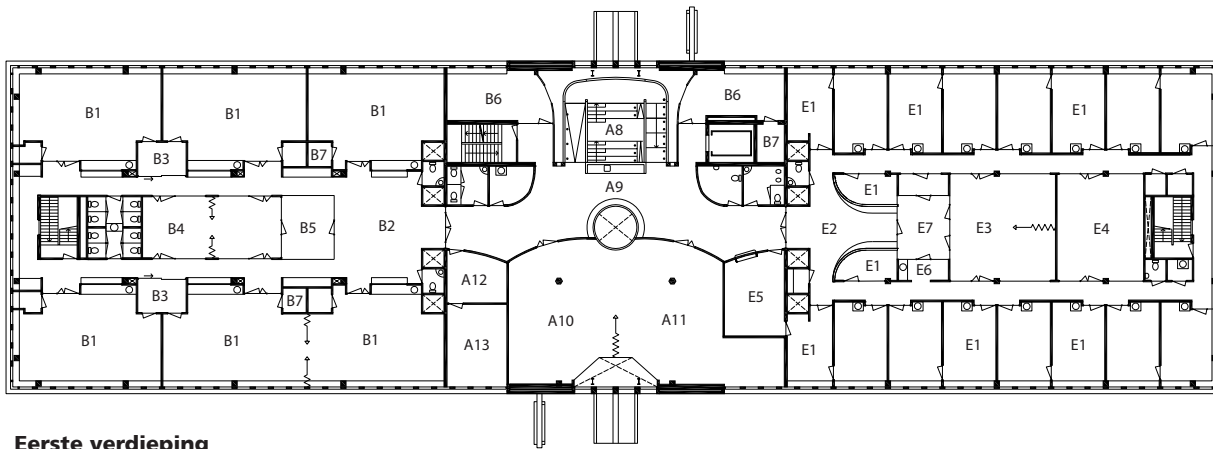 B6 B6
B1 B1 B1 E1 E1 E1
A8
B3 B7 B7
A9 E1
B4 B5 B2 E2 E7 E3 E4
A12 E1 E6
B3 B7 E5
A10 A11
B1 B1 B1 A13 E1 E1 E1
Eerste verdieping